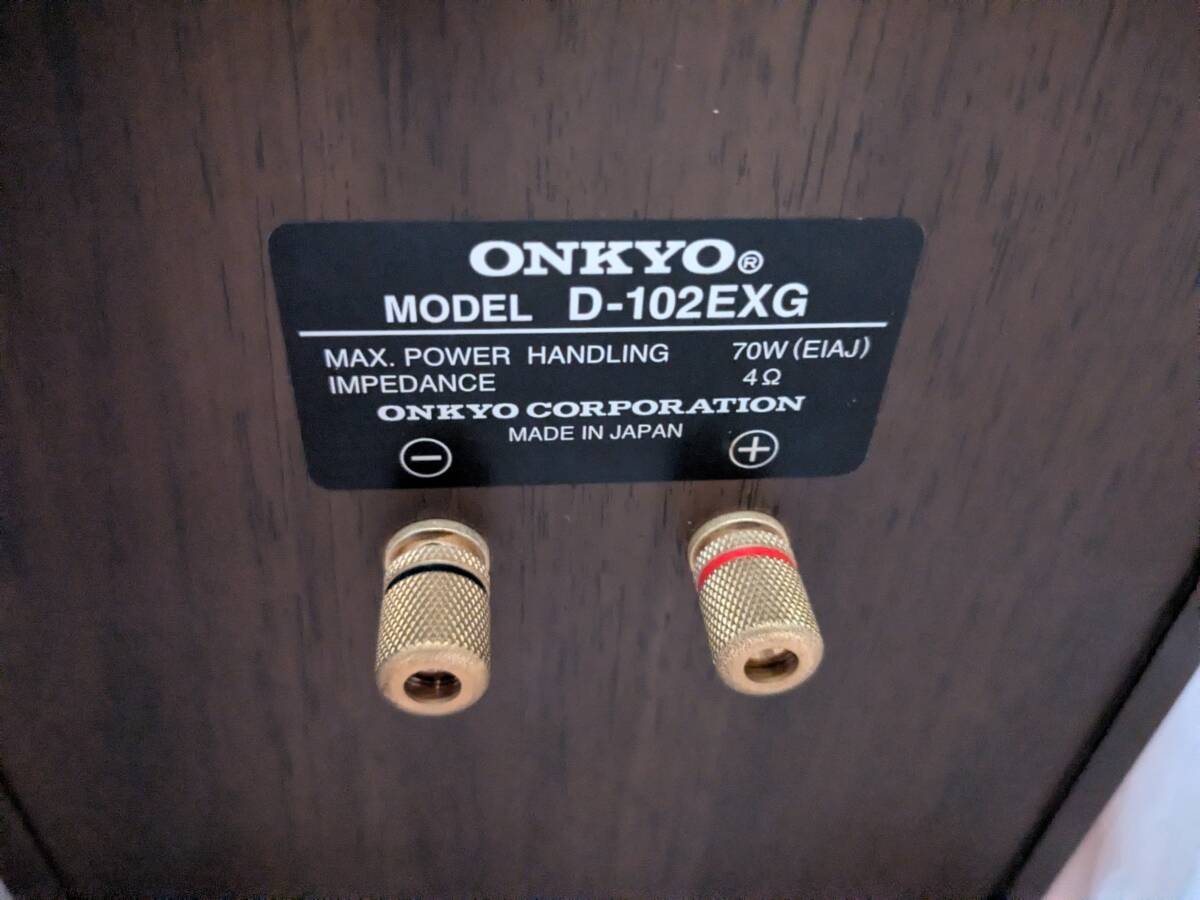 ONKYO®
MODEL D-102EXG
MAX. POWER HANDLING 70W (EIAJ)
IMPEDANCE 4Ω
ONKYO CORPORATION
MADE IN JAPAN
⊖ ⊕